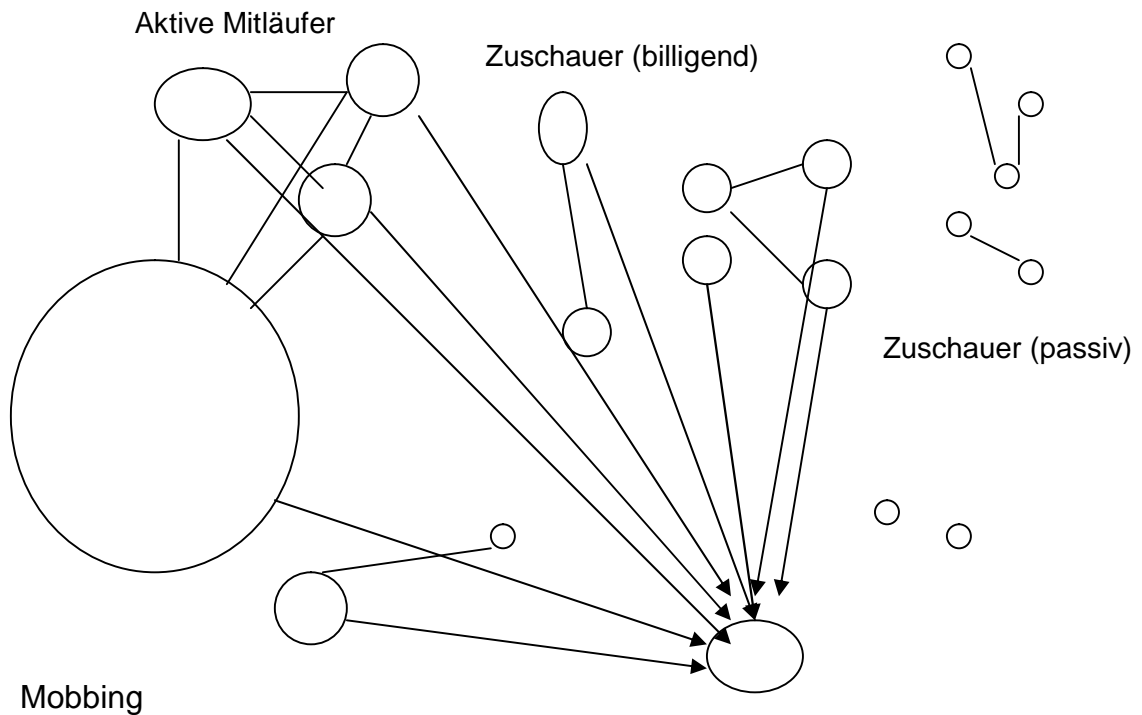 Aktive Mitläufer
Zuschauer (billigend)
Zuschauer (passiv)
Mobbing